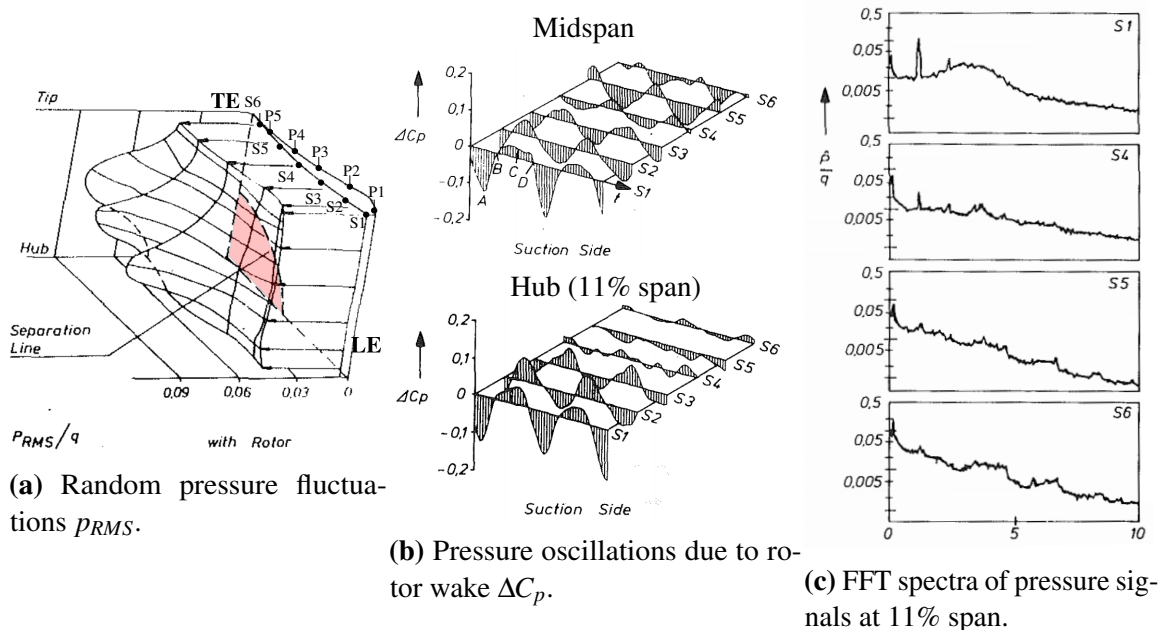 Tip
TE
S6
P5
S5
P4
S4
P3
S3
P2
S2
P1
S1
Hub
Separation
Line
LE
0,09
0,06
0,03
0
PRMS/q
with Rotor
(a) Random pressure fluctua-
tions pRMS.
Midspan
0,2
0,1
ΔCp
0
-0,1
-0,2
A
B
C
D
t
S1
S2
S3
S4
S5
S6
Suction Side
Hub (11% span)
0,2
0,1
ΔCp
0
-0,1
-0,2
S1
S2
S3
S4
S5
S6
Suction Side
(b) Pressure oscillations due to ro-
tor wake ΔCp.
0,5
S1
0,05
0,005
p̂/q
0,5
S4
0,005
0,5
S5
0,05
0,005
0,5
S6
0,05
0,005
0
5
10
(c) FFT spectra of pressure sig-
nals at 11% span.